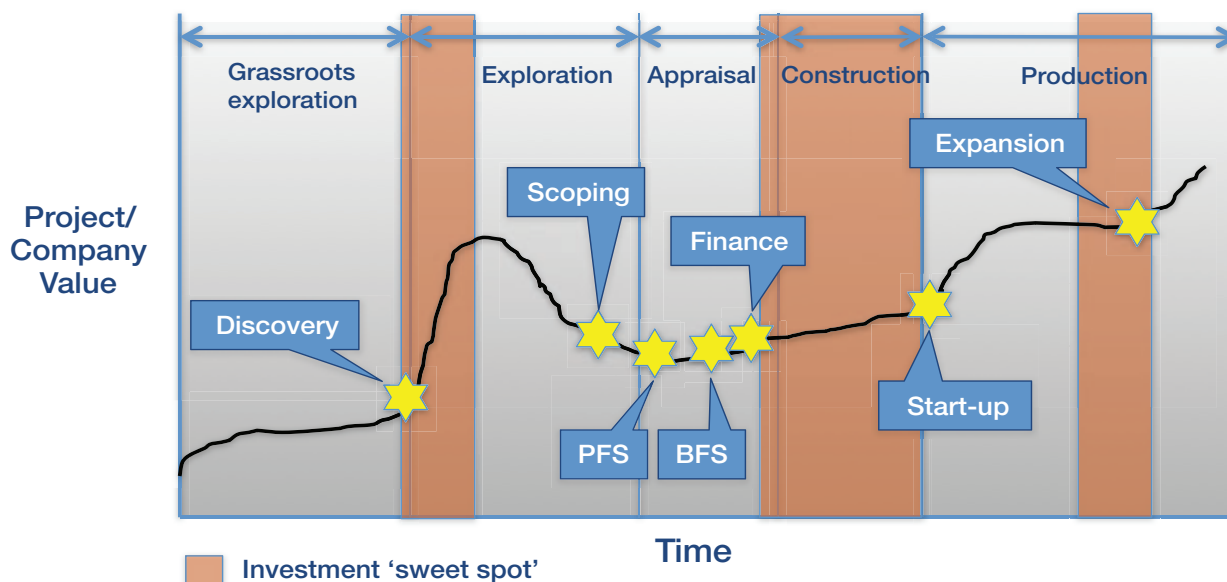 Grassroots
exploration
Exploration
Appraisal
Construction
Production
Expansion
Scoping
Project/
Company
Value
Finance
Discovery
Start-up
PFS
BFS
Time
Investment 'sweet spot'